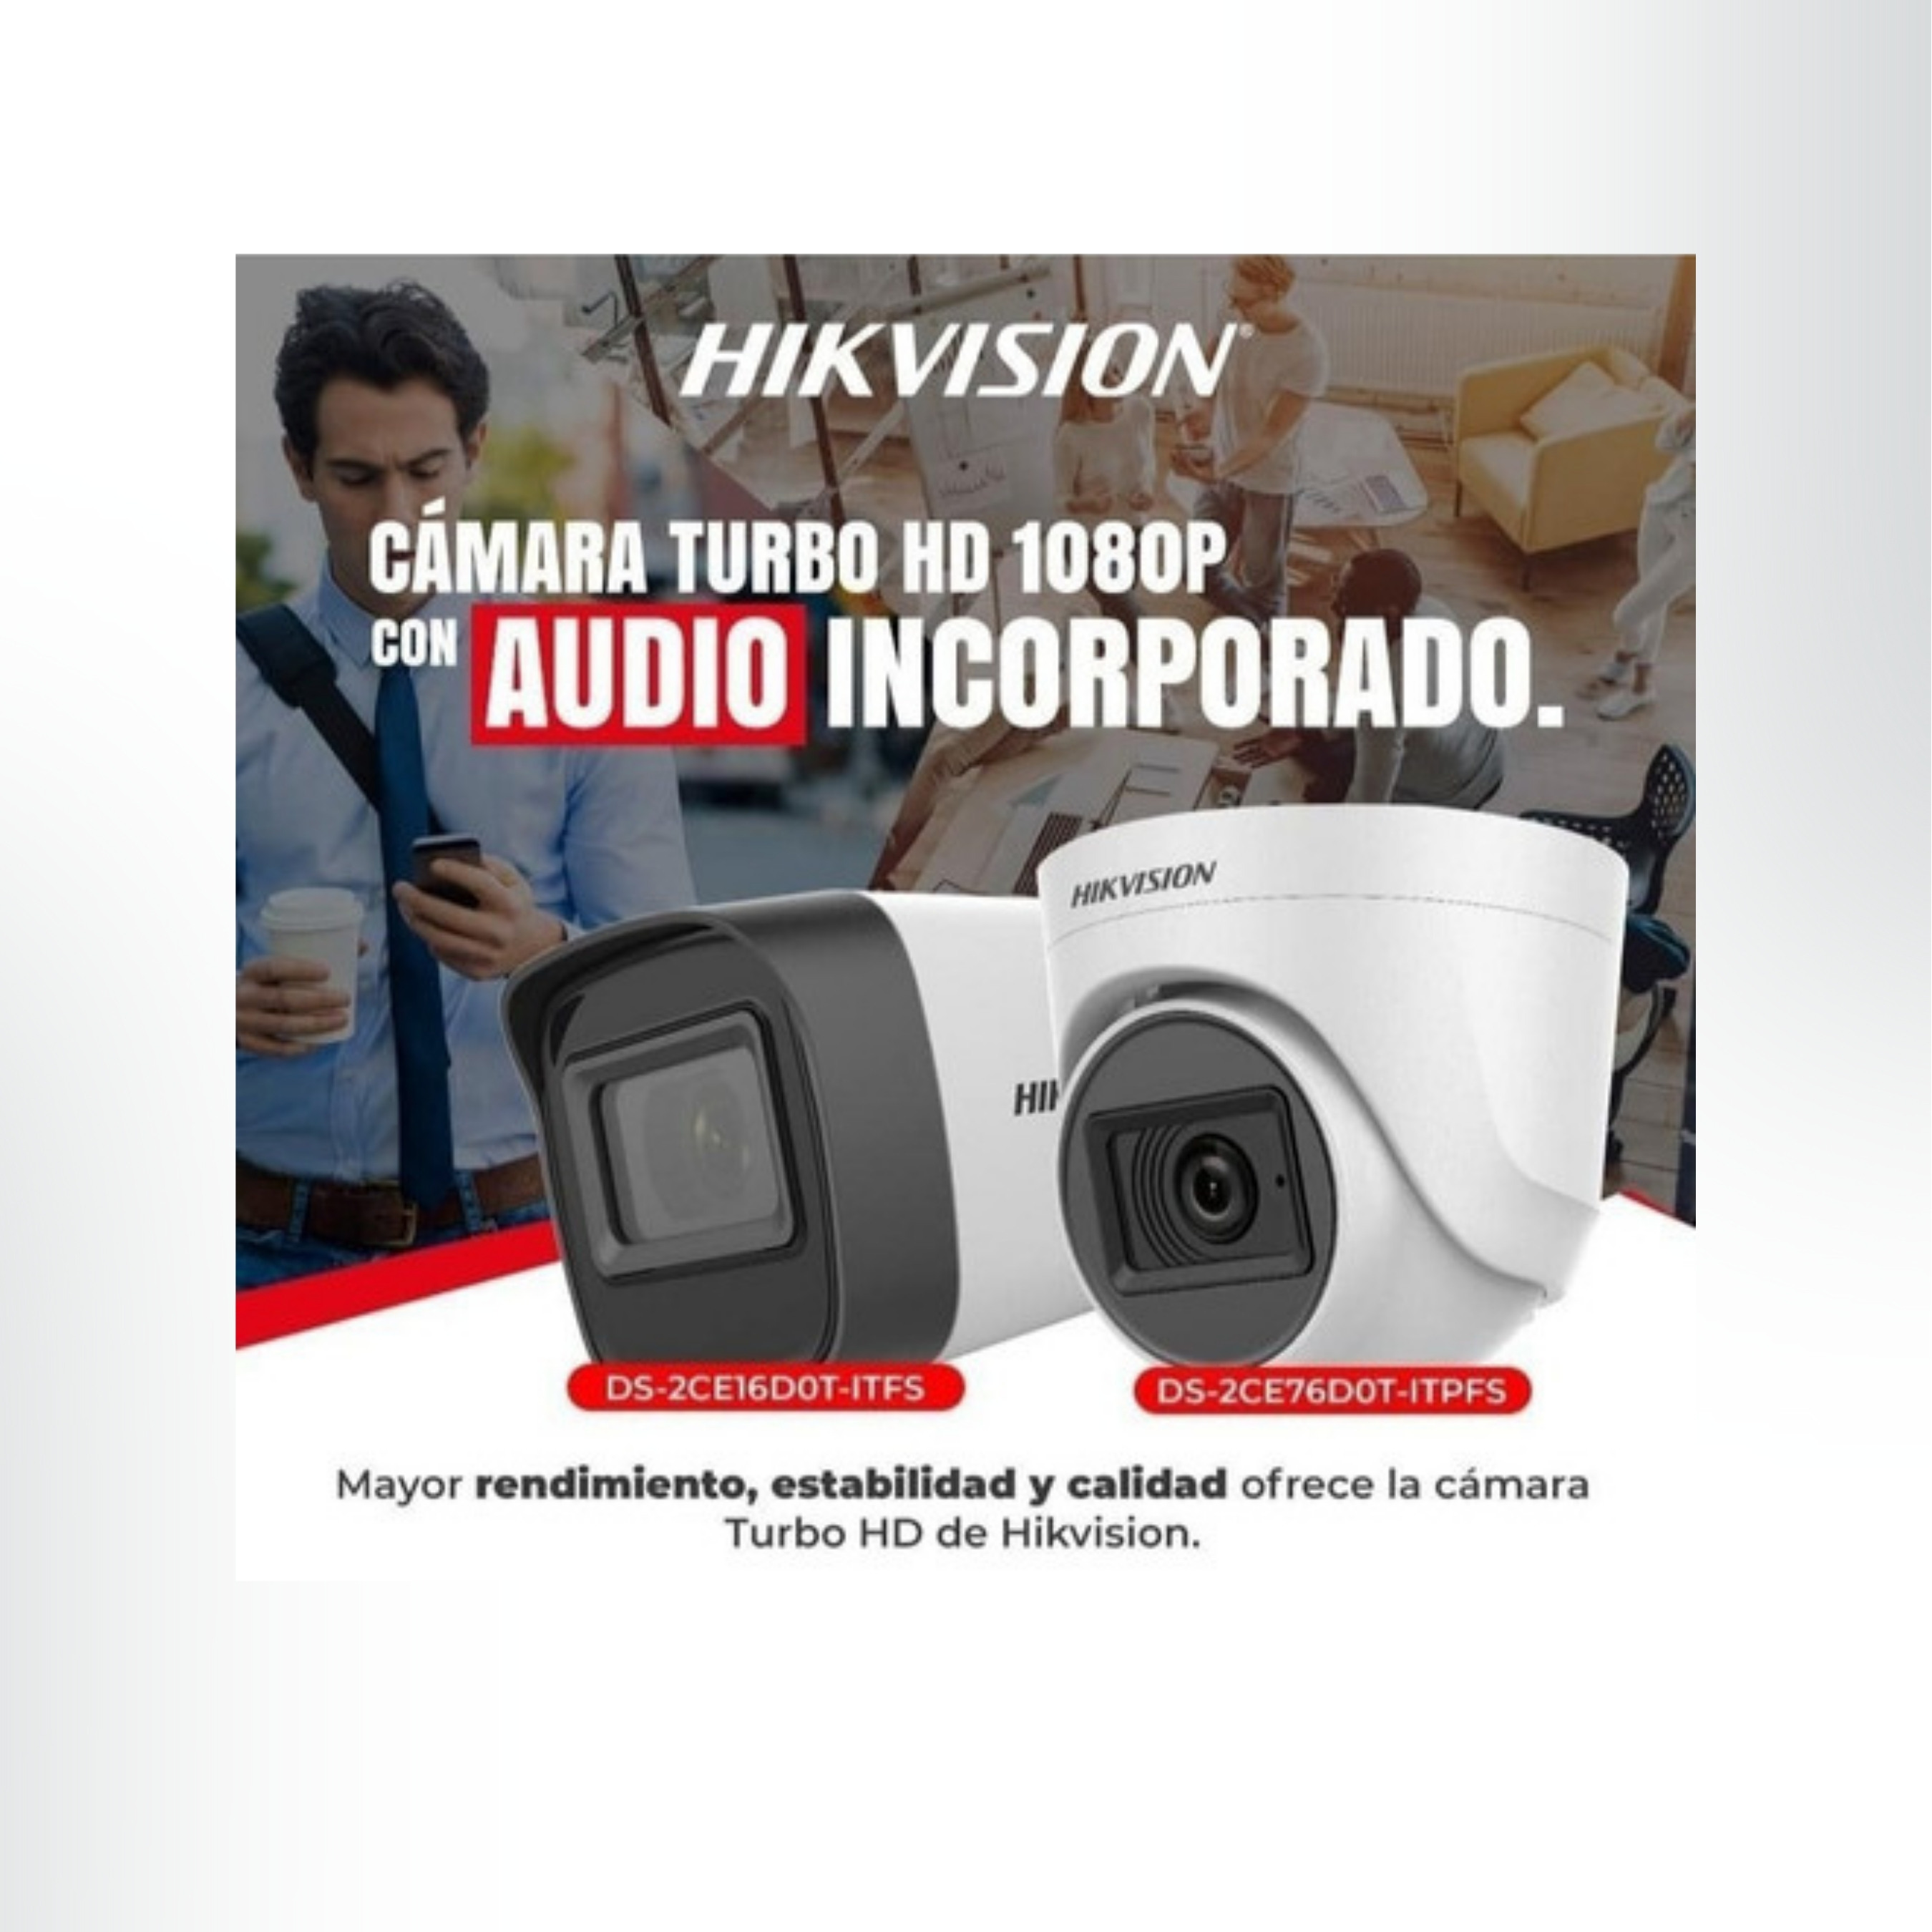 HIKVISION®
CÁMARA TURBO HD 1080P
CON AUDIO INCORPORADO.
HIKVISION
HIK
DS-2CE16D0T-ITFS
DS-2CE76D0T-ITPFS
Mayor rendimiento, estabilidad y calidad ofrece la cámara
Turbo HD de Hikvision.